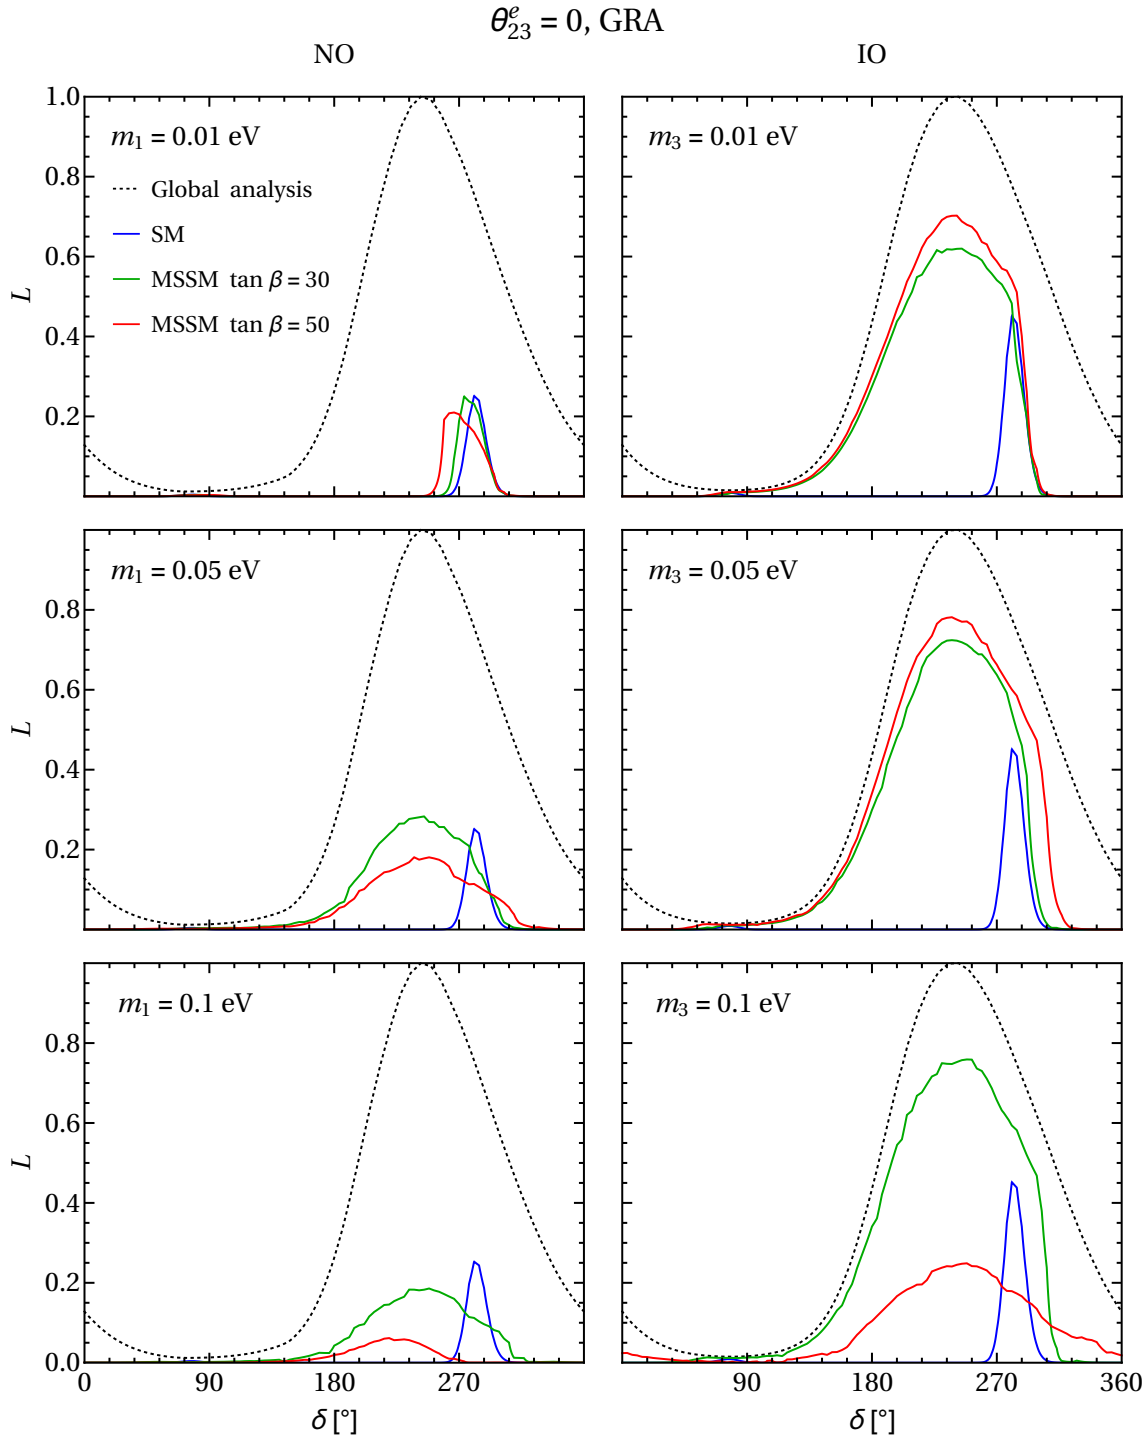 θᵉ₂₃ = 0, GRA
NO
IO
1.0
0.8
0.6
0.4
0.2
L
m₁ = 0.01 eV
Global analysis
SM
MSSM tan β = 30
MSSM tan β = 50
m₃ = 0.01 eV
0.8
0.6
0.4
0.2
L
m₁ = 0.05 eV
m₃ = 0.05 eV
0.8
0.6
0.4
0.2
0.0
L
m₁ = 0.1 eV
m₃ = 0.1 eV
0 90 180 270
90 180 270 360
δ [°]
δ [°]